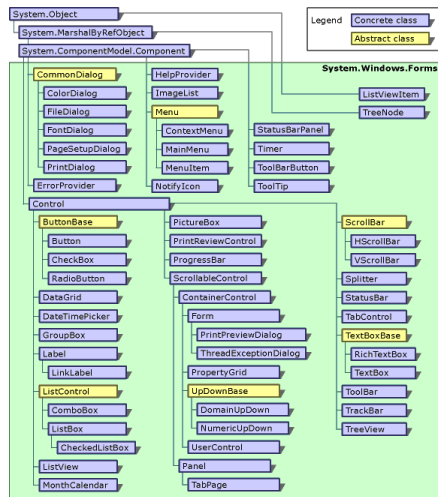 System.Object
System.MarshalByRefObject
System.ComponentModel.Component
Legend
Concrete class
Abstract class
System.Windows.Forms
CommonDialog
ColorDialog
FileDialog
FontDialog
PageSetupDialog
PrintDialog
ErrorProvider
HelpProvider
ImageList
Menu
ContextMenu
MainMenu
MenuItem
NotifyIcon
StatusBarPanel
Timer
ToolBarButton
ToolTip
ListViewItem
TreeNode
Control
ButtonBase
Button
CheckBox
RadioButton
DataGrid
DateTimePicker
GroupBox
Label
LinkLabel
ListControl
ComboBox
ListBox
CheckedListBox
ListView
MonthCalendar
PictureBox
PrintReviewControl
ProgressBar
ScrollableControl
ContainerControl
Form
PrintPreviewDialog
ThreadExceptionDialog
PropertyGrid
UpDownBase
DomainUpDown
NumericUpDown
UserControl
Panel
TabPage
ScrollBar
HScrollBar
VScrollBar
Splitter
StatusBar
TabControl
TextBoxBase
RichTextBox
TextBox
ToolBar
TrackBar
TreeView